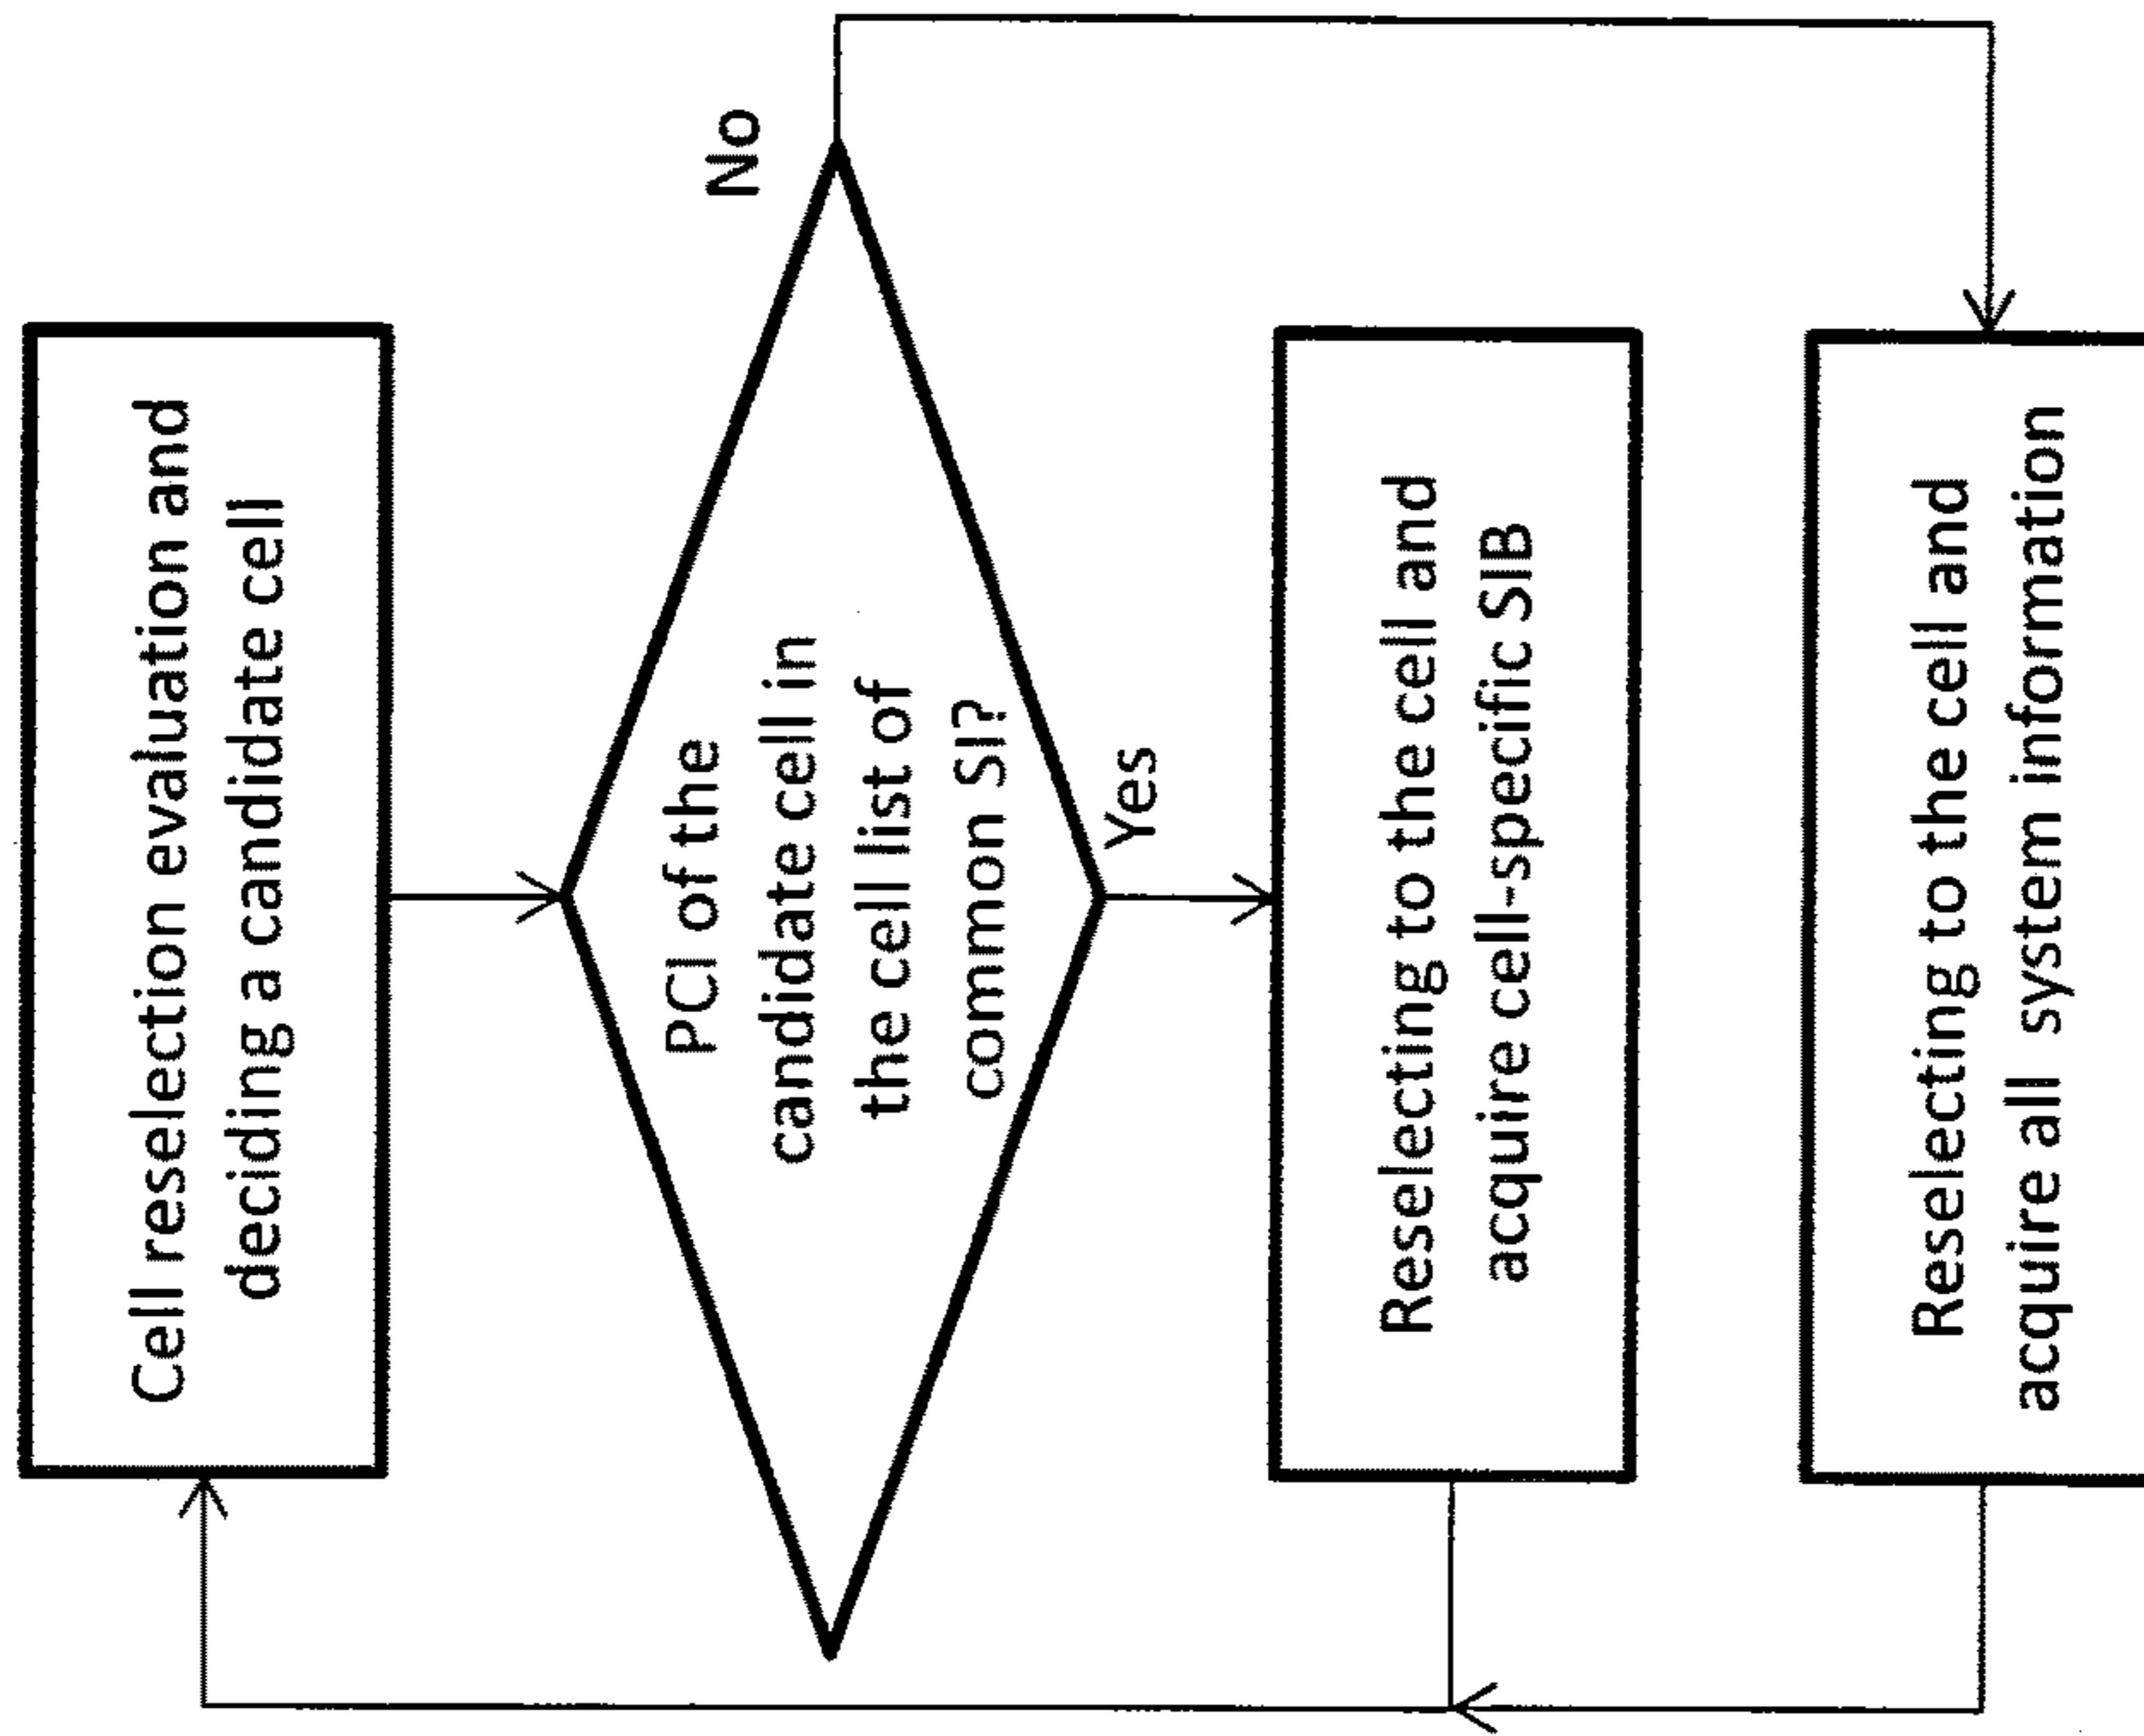 Cell reselection evaluation and
deciding a candidate cell
PCI of the
candidate cell in
the cell list of
common SI?
No
Yes
Reselecting to the cell and
acquire cell-specific SIB
Reselecting to the cell and
acquire all system information